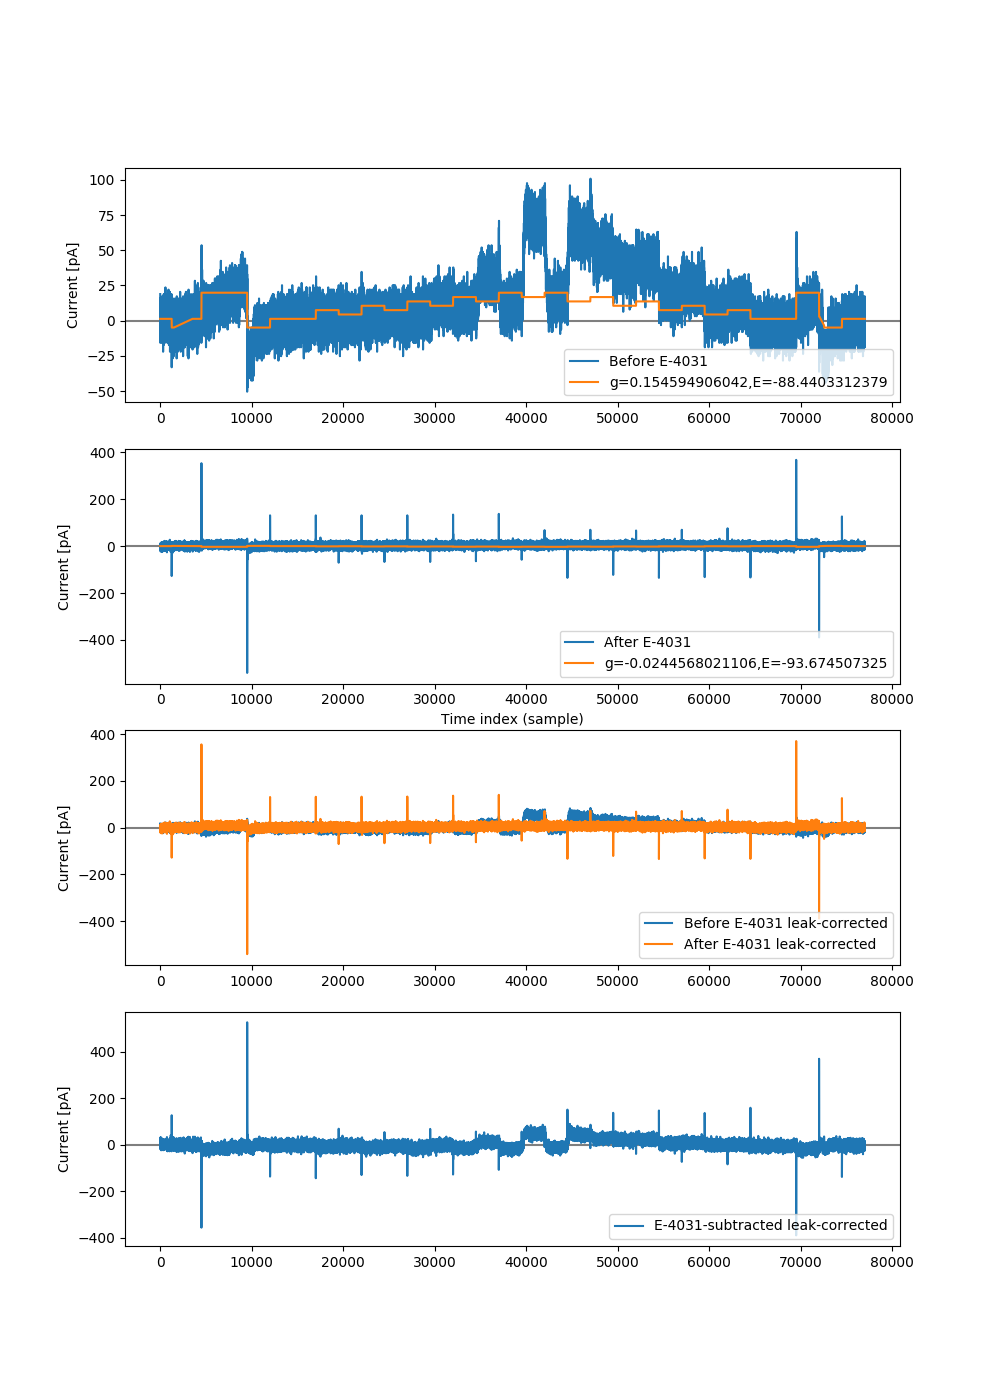 100
75
50
25
0
−25
−50
Current [pA]
Before E-4031
g=0.154594906042,E=-88.4403312379
0 10000 20000 30000 40000 50000 60000 70000 80000
400
200
0
−200
−400
Current [pA]
After E-4031
g=-0.0244568021106,E=-93.674507325
0 10000 20000 30000 40000 50000 60000 70000 80000
Time index (sample)
400
200
0
−200
−400
Current [pA]
Before E-4031 leak-corrected
After E-4031 leak-corrected
0 10000 20000 30000 40000 50000 60000 70000 80000
400
200
0
−200
−400
Current [pA]
E-4031-subtracted leak-corrected
0 10000 20000 30000 40000 50000 60000 70000 80000